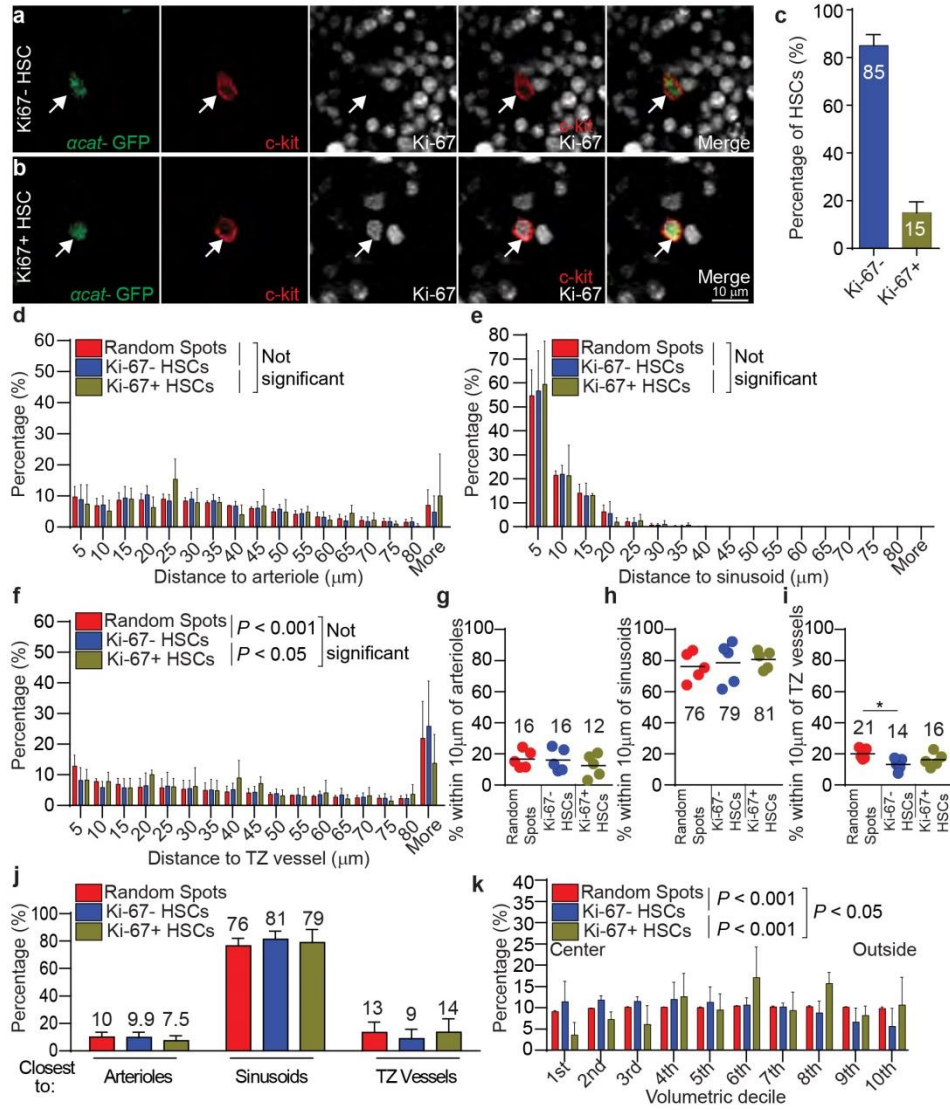 a
Ki67- HSC
αcat- GFP
c-kit
Ki-67
c-kit
Ki-67
Merge
b
Ki67+ HSC
αcat- GFP
c-kit
Ki-67
c-kit
Ki-67
Merge
10 μm
c
Percentage of HSCs (%)
100
80
60
40
20
0
85
15
Ki-67-
Ki-67+
d
Percentage (%)
60
50
40
30
20
10
0
Random Spots
Ki-67- HSCs
Ki-67+ HSCs
Not
significant
5 10 15 20 25 30 35 40 45 50 55 60 65 70 75 80 More
Distance to arteriole (μm)
e
Percentage (%)
80
70
60
50
40
30
20
10
0
Random Spots
Ki-67- HSCs
Ki-67+ HSCs
Not
significant
5 10 15 20 25 30 35 40 45 50 55 60 65 70 75 80 More
Distance to sinusoid (μm)
f
Percentage (%)
60
50
40
30
20
10
0
Random Spots
Ki-67- HSCs
Ki-67+ HSCs
P < 0.001
P < 0.05
Not
significant
5 10 15 20 25 30 35 40 45 50 55 60 65 70 75 80 More
Distance to TZ vessel (μm)
g
% within 10μm of arterioles
100
80
60
40
20
0
16 16 12
Random
Spots
Ki-67-
HSCs
Ki-67+
HSCs
h
% within 10μm of sinusoids
100
80
60
40
20
0
76 79 81
Random
Spots
Ki-67-
HSCs
Ki-67+
HSCs
i
% within 10μm of TZ vessels
100
80
60
40
20
0
*
21 14 16
Random
Spots
Ki-67-
HSCs
Ki-67+
HSCs
j
Percentage (%)
100
80
60
40
20
0
Random Spots
Ki-67- HSCs
Ki-67+ HSCs
10 9.9 7.5
76 81 79
13 9 14
Closest
to:
Arterioles
Sinusoids
TZ Vessels
k
Percentage (%)
40
35
30
25
20
15
10
5
0
Random Spots
Ki-67- HSCs
Ki-67+ HSCs
P < 0.001
P < 0.001
P < 0.05
Center
Outside
1st 2nd 3rd 4th 5th 6th 7th 8th 9th 10th
Volumetric decile